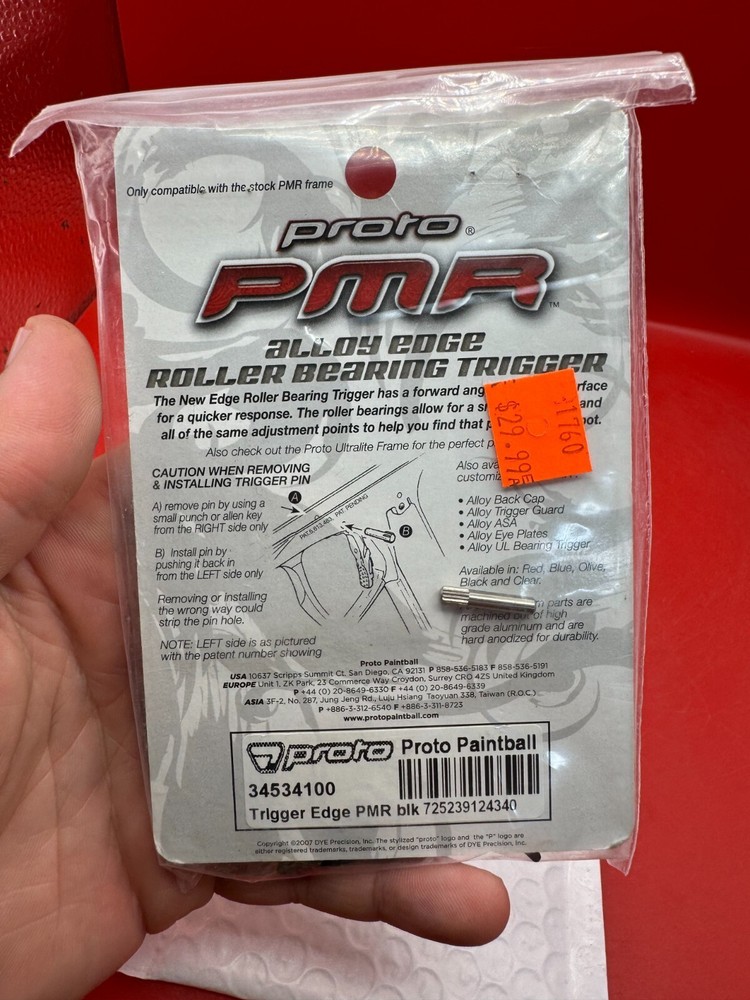 Only compatible with the stock PMR frame
proto ®
PMR ™
ALLOY EDGE
ROLLER BEARING TRIGGER
The New Edge Roller Bearing Trigger has a forward
for a quicker response. The roller bearings allow for a and
all of the same adjustment points to help you find that
Also check out the Proto Ultralite Frame for the perfect
CAUTION WHEN REMOVING
& INSTALLING TRIGGER PIN
A) remove pin by using a
small punch or allen key
from the RIGHT side only
B) Install pin by
pushing it back in
from the LEFT side only
Removing or Installing
the wrong way could
strip the pin hole.
NOTE: LEFT side is as pictured
with the patent number showing
A
PAT. PENDING
B
Also
• Alloy Back Cap
• Alloy Trigger Guard
• Alloy ASA
• Alloy Eye Plates
• Alloy UL Bearing Trigger
Available in: Red, Blue, Olive,
Black and Clear.
parts are
machined out of high
grade aluminum and are
hard anodized for durability.
1760
$29.99
Proto Paintball
USA 10637 Scripps Summit Ct. San Diego, CA 92131 P 858-536-5183 F 858-536-5191
EUROPE Unit 1, ZK Park, 23 Commerce Way Croydon, Surrey CRO 4ZS United Kingdom
P +44 (0) 20-8649-6330 F +44 (0) 20-8649-6339
ASIA 3F-2, No. 287, Jung Jeng Rd., Luju Hsiang Taoyuan 338, Taiwan (R.O.C.)
P +886-3-312-6540 F +886-3-311-8723
www.protopaintball.com
proto Proto Paintball
34534100
Trigger Edge PMR blk 725239124340
Copyright ©2007 DYE Precision, Inc. The stylized "proto" logo and, the "P" logo are
either registered trademarks, trademarks, or design trademarks of DYE Precision, Inc.